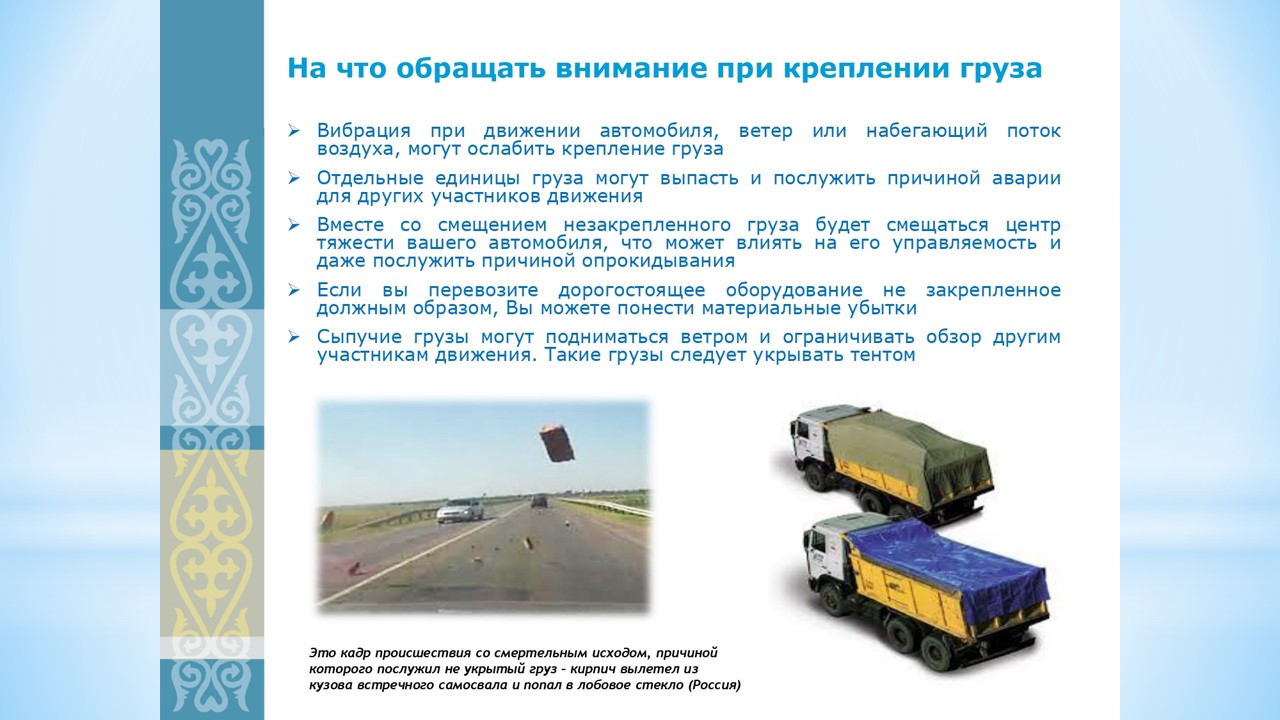 На что обращать внимание при креплении груза
Вибрация при движении автомобиля, ветер или набегающий поток
воздуха, могут ослабить крепление груза
Отдельные единицы груза могут выпасть и послужить причиной аварии
для других участников движения
Вместе со смещением незакрепленного груза будет смещаться центр
тяжести вашего автомобиля, что может влиять на его управляемость и
даже послужить причиной опрокидывания
Если вы перевозите дорогостоящее оборудование не закрепленное
должным образом, Вы можете понести материальные убытки
Сыпучие грузы могут подниматься ветром и ограничивать обзор другим
участникам движения. Такие грузы следует укрывать тентом
Это кадр происшествия со смертельным исходом, причиной
которого послужил не укрытый груз – кирпич вылетел из
кузова встречного самосвала и попал в лобовое стекло (Россия)